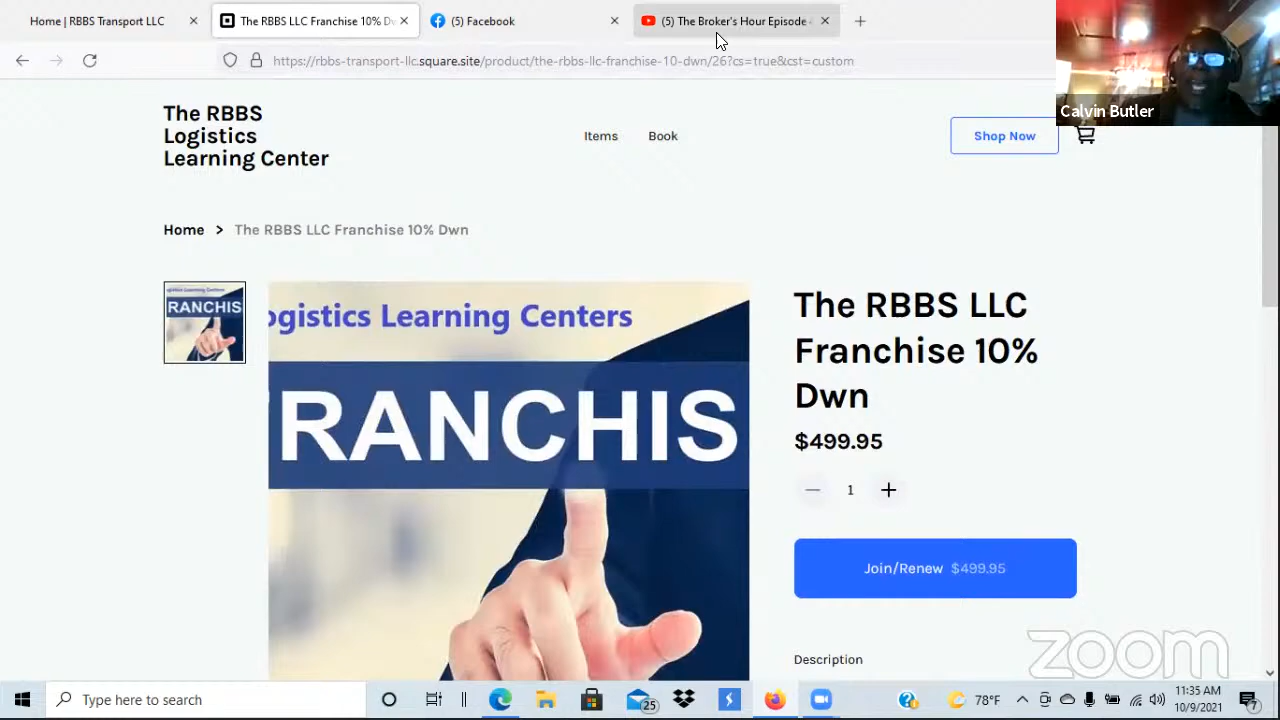 Home | RBBS Transport LLC
The RBBS LLC Franchise 10% D
(5) Facebook
(5) The Broker's Hour Episode
https://rbbs-transport-llc.square.site/product/the-rbbs-llc-franchise-10-dwn/26?cs=true&cst=custom
Calvin Butler
The RBBS
Logistics
Learning Center
Items
Book
Shop Now
Home > The RBBS LLC Franchise 10% Dwn
ogistics Learning Centers
RANCHIS
RANCHIS
The RBBS LLC
Franchise 10%
Dwn
$499.95
1
Join/Renew $499.95
Description
zoom
Type here to search
25
78°F
11:35 AM
10/9/2021
7